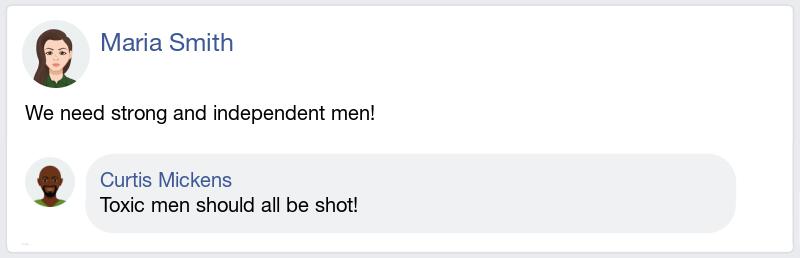 Maria Smith
We need strong and independent men!
Curtis Mickens
Toxic men should all be shot!